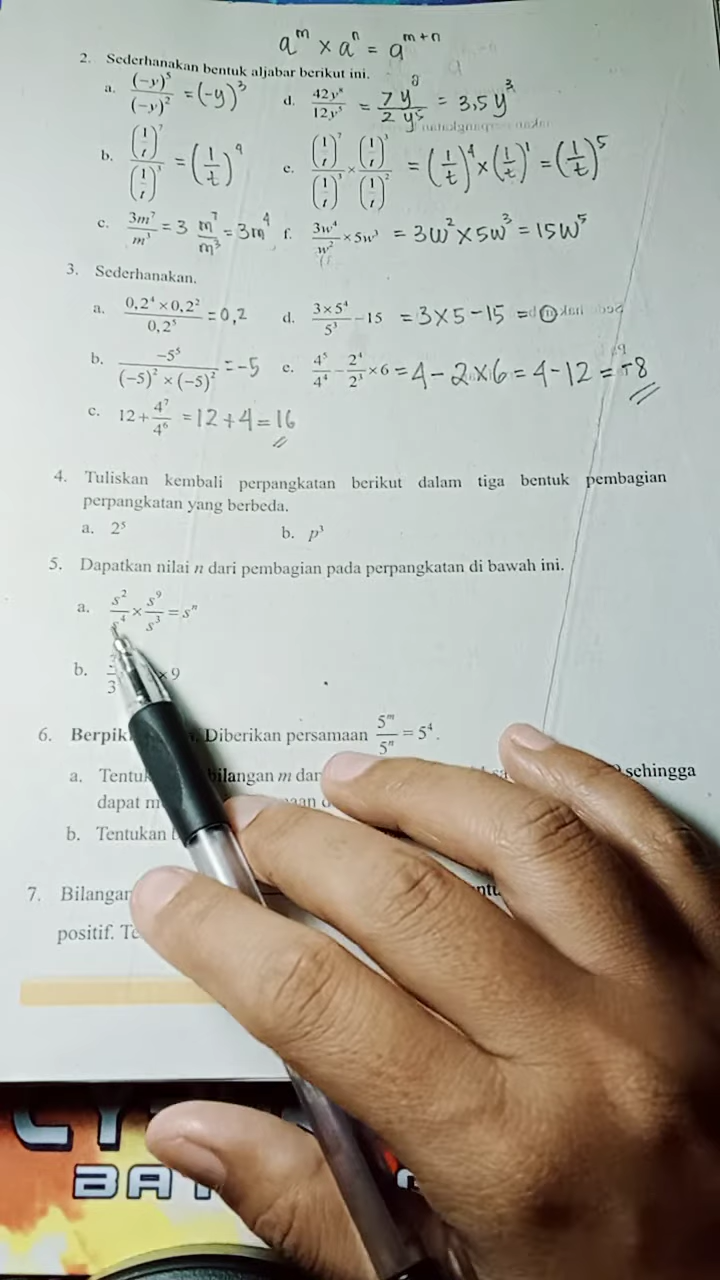 a^m × a^n = a^(m+n)
2. Sederhanakan bentuk aljabar berikut ini.
a. (-y)^5/(-y)^2 = (-y)^3 d. 42y^8/12y^5 = 7y^8/2y^5 = 3,5y^3
b. (1/t)^7/(1/t)^3 = (1/t)^4 e. (1/t)^7/(1/t)^3 × (1/t)^3/(1/t)^2 = (1/t)^4 × (1/t)^1 = (1/t)^5
c. 3m^7/m^3 = 3 m^7/m^3 = 3m^4 f. 3w^4/w^2 × 5w^3 = 3w^2 × 5w^3 = 15w^5
3. Sederhanakan.
a. 0,2^4 × 0,2^2/0,2^5 = 0,2 d. 3×5^4/5^3 − 15 = 3×5−15 = 0
b. −5^5/(−5)^2 × (−5)^2 = −5 e. 4^5/4^4 − 2^4/2^3 × 6 = 4 − 2×6 = 4−12 = −8
c. 12 + 4^7/4^6 = 12+4 = 16
4. Tuliskan kembali perpangkatan berikut dalam tiga bentuk pembagian
perpangkatan yang berbeda.
a. 2^5 b. p^3
5. Dapatkan nilai n dari pembagian pada perpangkatan di bawah ini.
a. s^2/s^4 × s^9/s^3 = s^n
b. 3 × 9
6. Diberikan persamaan 5^m/5^n = 5^4.
a. bilangan m sehingga
dapat
b. Tentukan
7. Bilangan
positif.